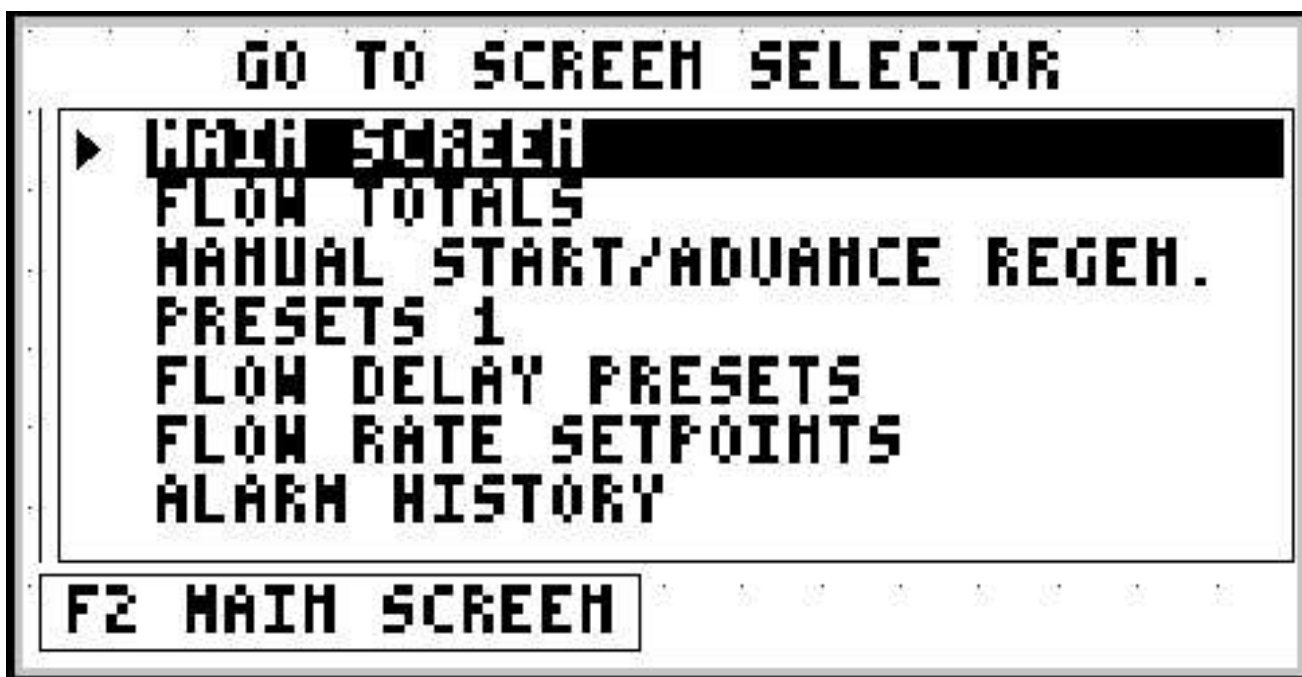 GO TO SCREEN SELECTOR
MAIN SCREEN
FLOW TOTALS
MANUAL START/ADVANCE REGEN.
PRESETS 1
FLOW DELAY PRESETS
FLOW RATE SETPOINTS
ALARM HISTORY
F2 MAIN SCREEN